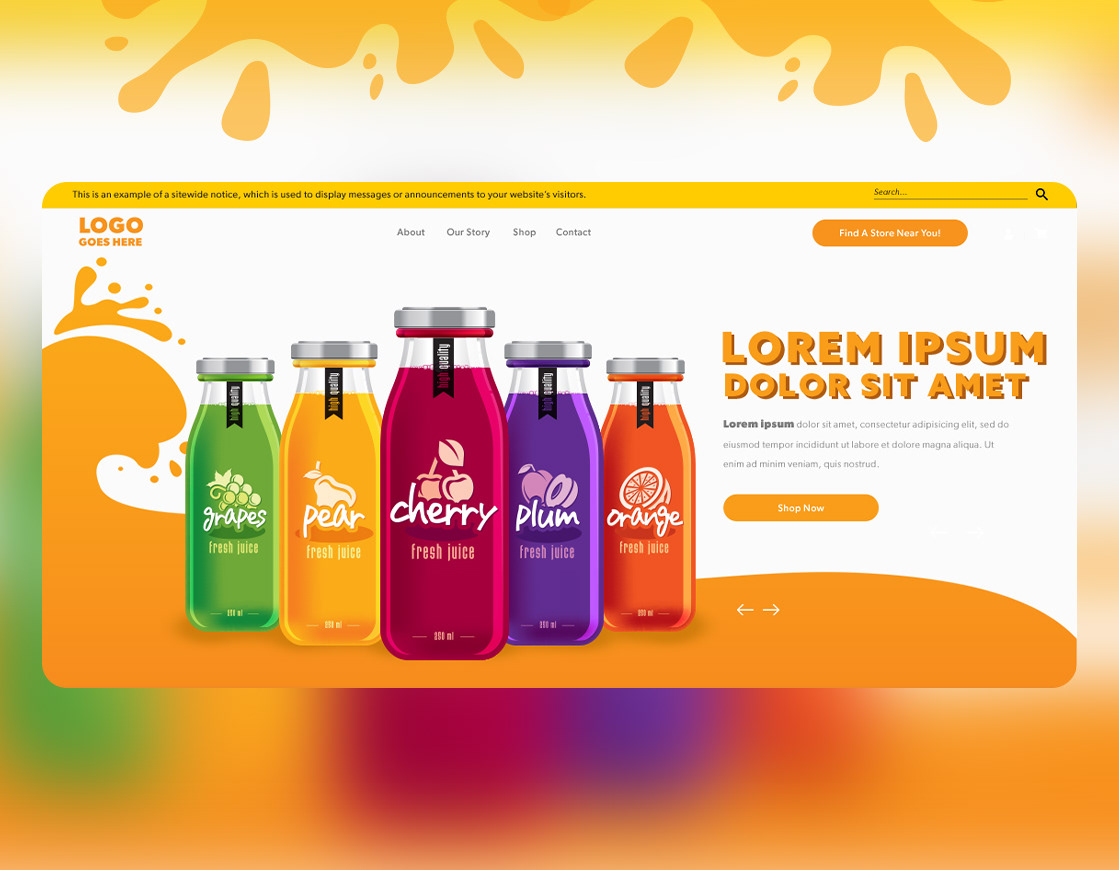 This is an example of a sitewide notice, which is used to display messages or announcements to your website's visitors.
Search...
LOGO
GOES HERE
About
Our Story
Shop
Contact
Find A Store Near You!
LOREM IPSUM
DOLOR SIT AMET
Lorem ipsum dolor sit amet, consectetur adipisicing elit, sed do
eiusmod tempor incididunt ut labore et dolore magna aliqua. Ut
enim ad minim veniam, quis nostrud.
Shop Now
high quality
grapes
fresh juice
250 ml
high quality
pear
fresh juice
250 ml
high quality
cherry
fresh juice
250 ml
high quality
plum
fresh juice
250 ml
high quality
orange
fresh juice
250 ml